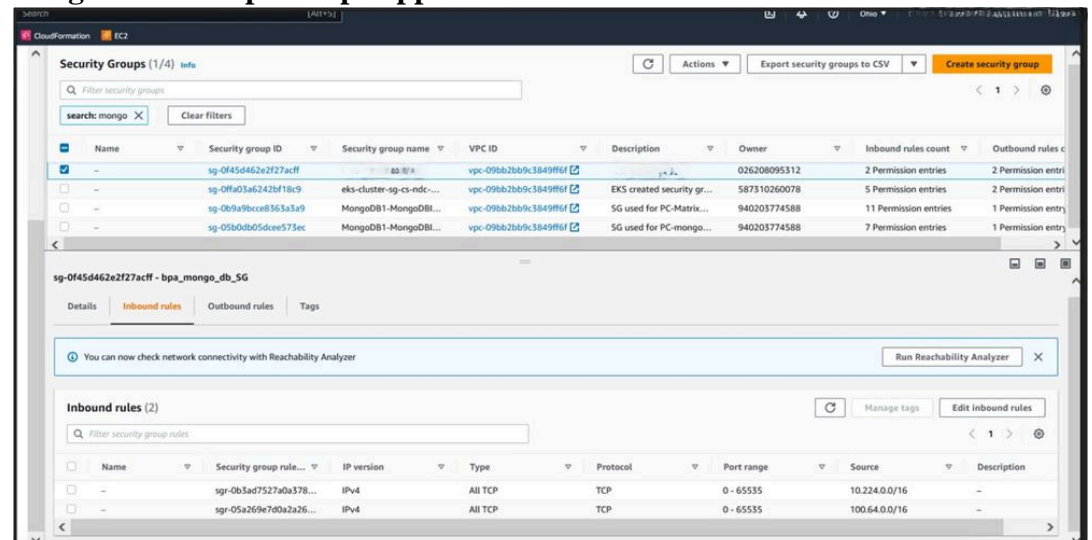 Search [Alt+S] Ohio ▼
CloudFormation EC2
Security Groups (1/4) Info Actions ▼ Export security groups to CSV ▼ Create security group
Filter security groups < 1 >
search: mongo X Clear filters
Name Security group ID Security group name VPC ID Description Owner Inbound rules count Outbound rules c
– sg-0f45d462e2f27acff vpc-09bb2bb9c3849ff6f 026208095312 2 Permission entries 2 Permission entri
– sg-0ffa03a6242bf18c9 eks-cluster-sg-cs-ndc-... vpc-09bb2bb9c3849ff6f EKS created security gr... 587310260078 5 Permission entries 2 Permission entri
– sg-0b9a9bcce8363a3a9 MongoDB1-MongoDBI... vpc-09bb2bb9c3849ff6f SG used for PC-Matrix... 940203774588 11 Permission entries 1 Permission entry
– sg-05b0db05dcee573ec MongoDB1-MongoDBI... vpc-09bb2bb9c3849ff6f SG used for PC-mongo... 940203774588 7 Permission entries 1 Permission entry
sg-0f45d462e2f27acff - bpa_mongo_db_SG
Details Inbound rules Outbound rules Tags
You can now check network connectivity with Reachability Analyzer Run Reachability Analyzer X
Inbound rules (2) Manage tags Edit inbound rules
Filter security group rules < 1 >
Name Security group rule... IP version Type Protocol Port range Source Description
– sgr-0b3ad7527a0a378... IPv4 All TCP TCP 0 - 65535 10.224.0.0/16 –
– sgr-05a269e7d0a2a26... IPv4 All TCP TCP 0 - 65535 100.64.0.0/16 –